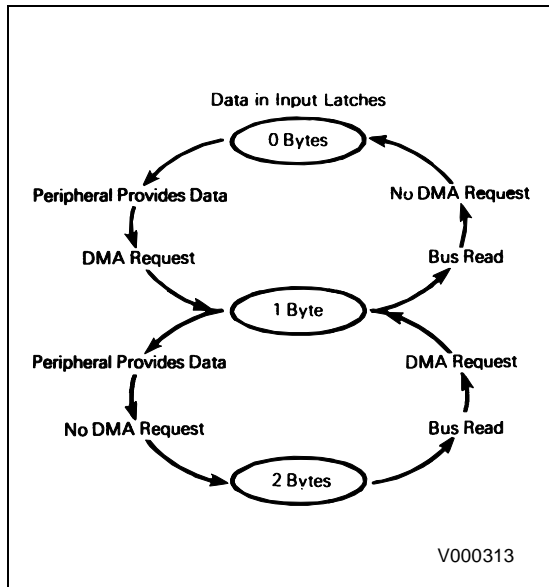 Data in Input Latches
0 Bytes
Peripheral Provides Data
No DMA Request
DMA Request
Bus Read
1 Byte
Peripheral Provides Data
DMA Request
No DMA Request
Bus Read
2 Bytes
V000313